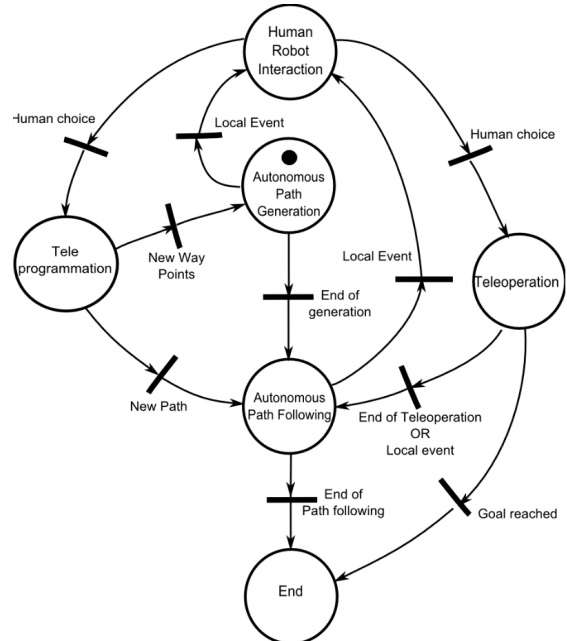 Human
Robot
Interaction
Human choice
Local Event
Human choice
Autonomous
Path
Generation
Tele
programmation
New Way
Points
Local Event
Teleoperation
End of
generation
New Path
Autonomous
Path Following
End of Teleoperation
OR
Local event
End of
Path following
Goal reached
End